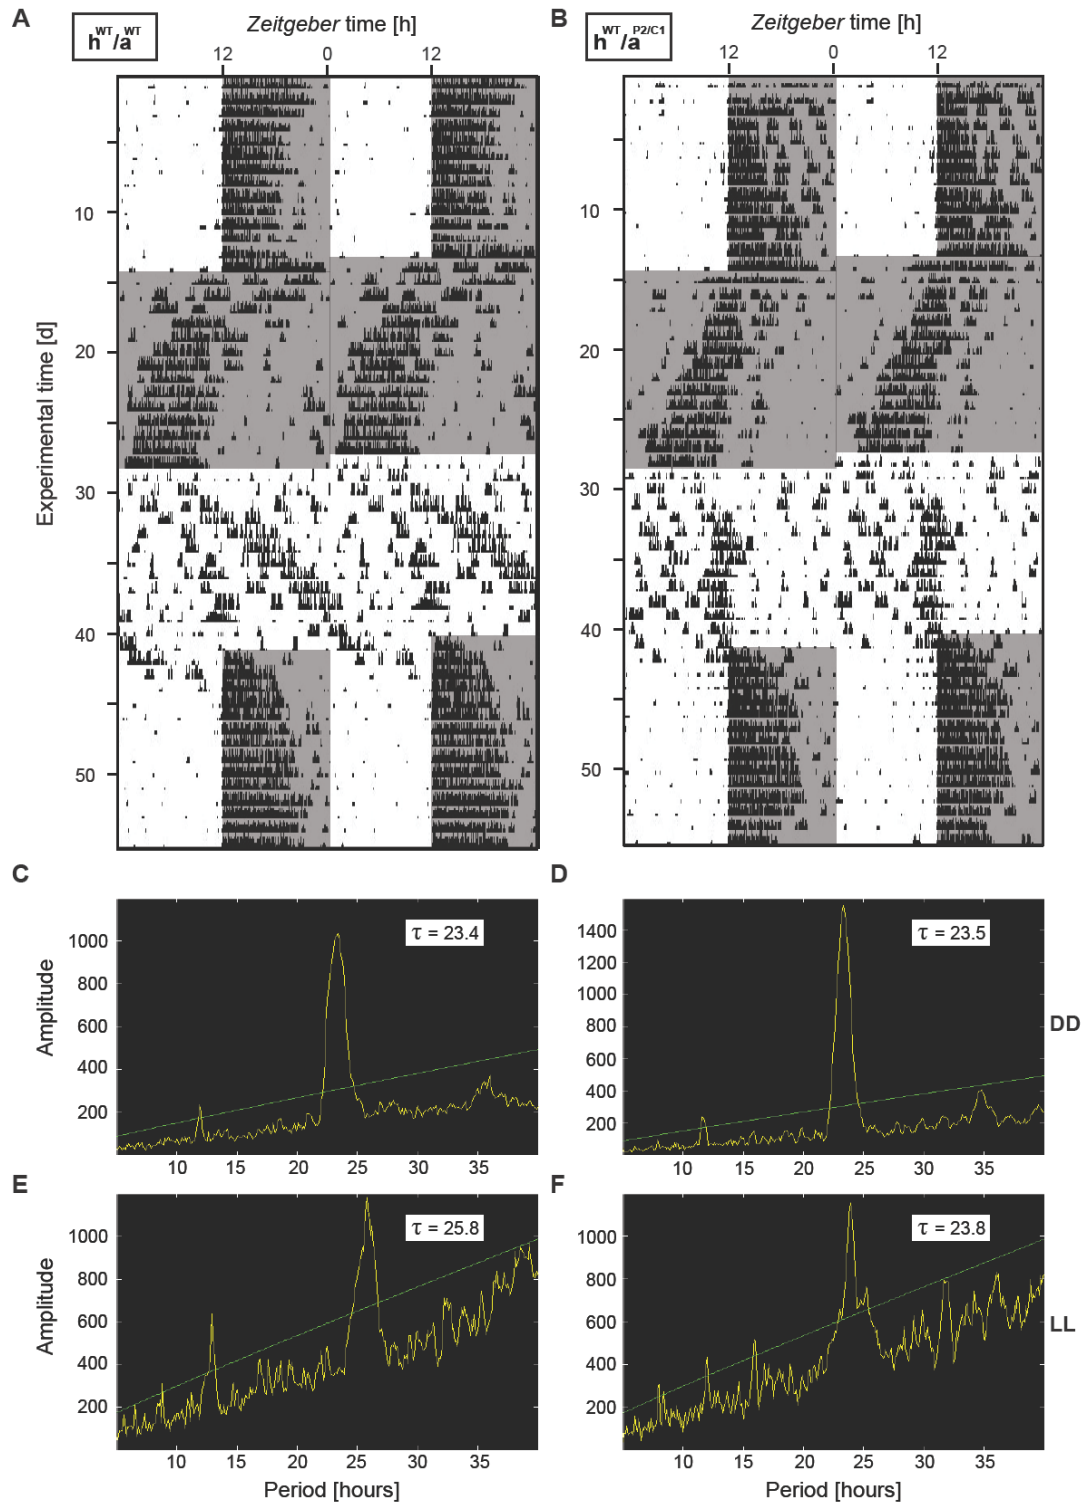 A
h^WT/a^WT
Zeitgeber time [h]
12 0 12
B
h^WT/a^P2/C1
Zeitgeber time [h]
12 0 12
Experimental time [d]
10
20
30
40
50
10
20
30
40
50
C
Amplitude
1000
800
600
400
200
τ = 23.4
10 15 20 25 30 35
D
1400
1200
1000
800
600
400
200
τ = 23.5
10 15 20 25 30 35
DD
E
Amplitude
1000
800
600
400
200
τ = 25.8
10 15 20 25 30 35
Period [hours]
F
1000
800
600
400
200
τ = 23.8
10 15 20 25 30 35
Period [hours]
LL